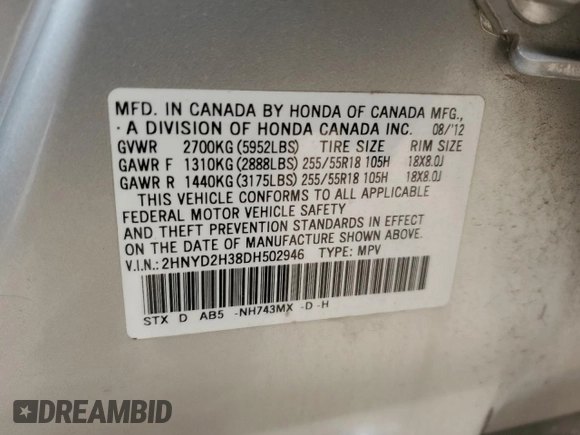 MFD. IN CANADA BY HONDA OF CANADA MFG.,
A DIVISION OF HONDA CANADA INC. 08/'12
GVWR 2700KG (5952LBS) TIRE SIZE RIM SIZE
GAWR F 1310KG (2888LBS) 255/55R18 105H 18X8.0J
GAWR R 1440KG (3175LBS) 255/55R18 105H 18X8.0J
THIS VEHICLE CONFORMS TO ALL APPLICABLE
FEDERAL MOTOR VEHICLE SAFETY
AND THEFT PREVENTION STANDARDS IN EFFECT
ON THE DATE OF MANUFACTURE SHOWN ABOVE.
V.I.N.: 2HNYD2H38DH502946 TYPE: MPV
STX D AB5 -NH743MX -D-H
DREAMBID